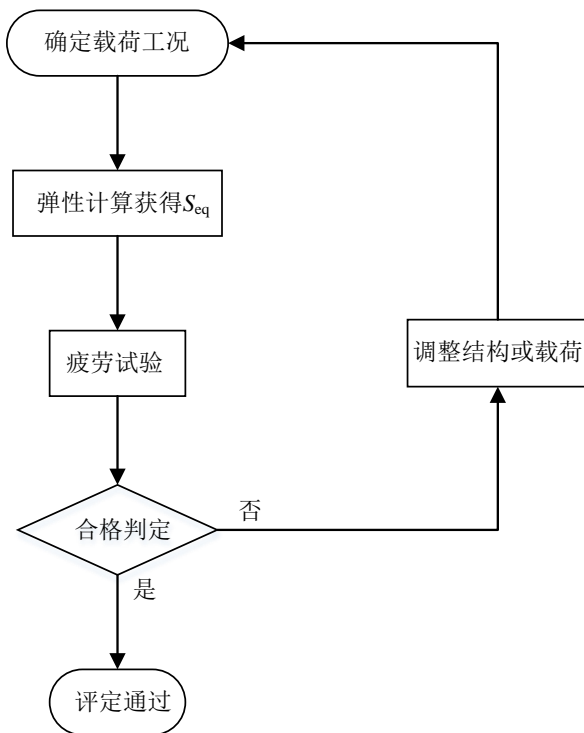 确定载荷工况
弹性计算获得Seq
疲劳试验
调整结构或载荷
合格判定
否
是
评定通过